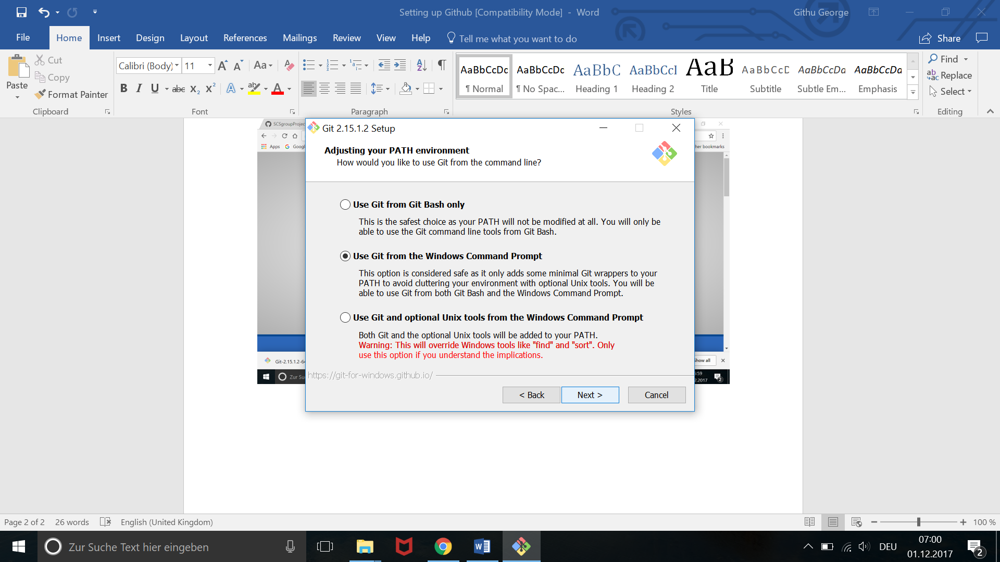 Setting up Github [Compatibility Mode] - Word
Githu George
File Home Insert Design Layout References Mailings Review View Help Tell me what you want to do Share
Paste
Cut
Copy
Format Painter
Clipboard
Calibri (Body) 11 Aa
B I U abc X2 X2 A ab A
Font
Paragraph
AaBbCcDc AaBbCcDc AaBbC AaBbCcI AaB AaBbCcD AaBbCcDa AaBbCcDa
¶ Normal ¶ No Spac... Heading 1 Heading 2 Title Subtitle Subtle Em... Emphasis
Styles
Find
Replace
Select
Editing
SCSgroupProjec
Apps Googl
her bookmarks
Git 2.15.1.2 Setup
Adjusting your PATH environment
How would you like to use Git from the command line?
Use Git from Git Bash only
This is the safest choice as your PATH will not be modified at all. You will only be
able to use the Git command line tools from Git Bash.
Use Git from the Windows Command Prompt
This option is considered safe as it only adds some minimal Git wrappers to your
PATH to avoid cluttering your environment with optional Unix tools. You will be
able to use Git from both Git Bash and the Windows Command Prompt.
Use Git and optional Unix tools from the Windows Command Prompt
Both Git and the optional Unix tools will be added to your PATH.
Warning: This will override Windows tools like "find" and "sort". Only
use this option if you understand the implications.
https://git-for-windows.github.io/
< Back Next > Cancel
Git-2.15.1.2-64
Show all
Zur Su
5:59
2.2017
2
Page 2 of 2 26 words English (United Kingdom) 100 %
Zur Suche Text hier eingeben
DEU
07:00
01.12.2017
2